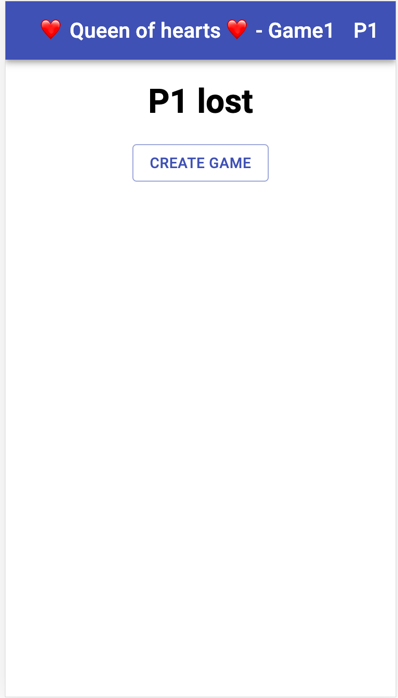 ❤️ Queen of hearts ❤️ - Game1 P1
P1 lost
CREATE GAME